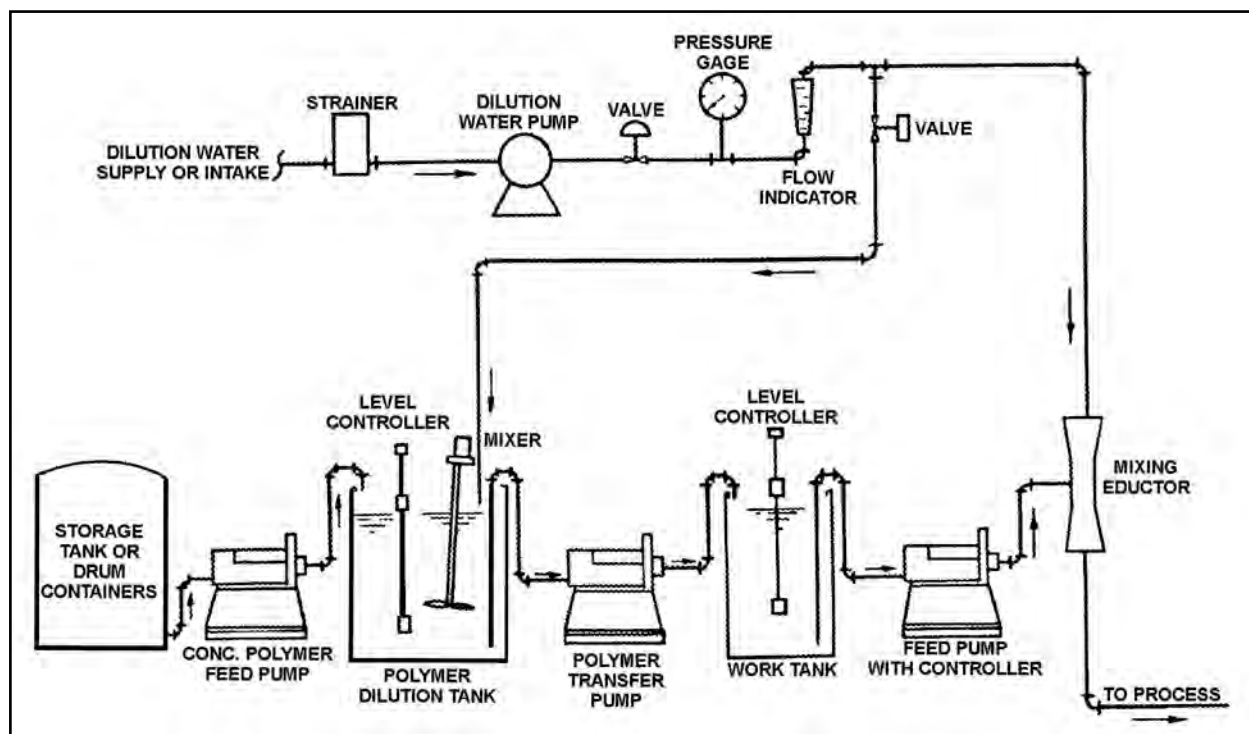 PRESSURE
GAGE
STRAINER
DILUTION
WATER PUMP
VALVE
VALVE
DILUTION WATER
SUPPLY OR INTAKE
FLOW
INDICATOR
LEVEL
CONTROLLER
MIXER
LEVEL
CONTROLLER
MIXING
EDUCTOR
STORAGE
TANK OR
DRUM
CONTAINERS
CONC. POLYMER
FEED PUMP
POLYMER
DILUTION TANK
POLYMER
TRANSFER
PUMP
WORK TANK
FEED PUMP
WITH CONTROLLER
TO PROCESS